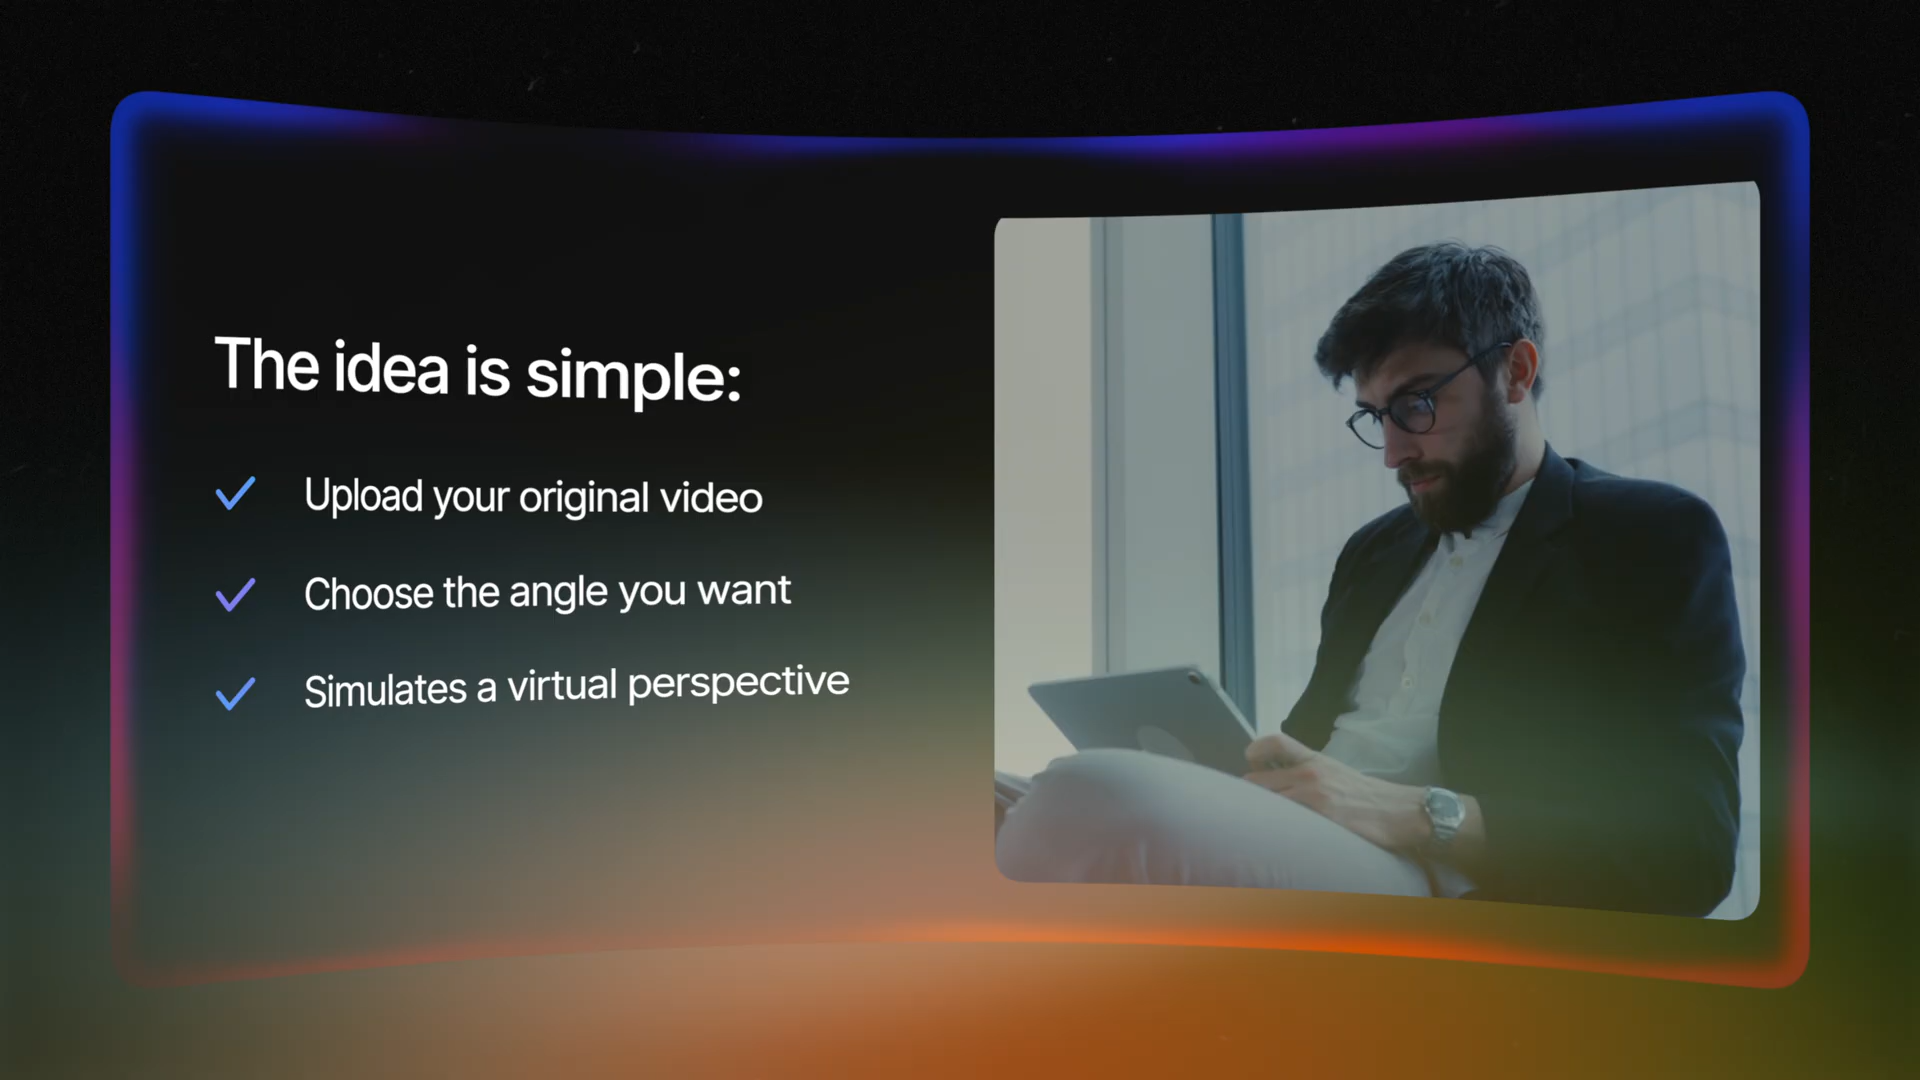 The idea is simple:
Upload your original video
Choose the angle you want
Simulates a virtual perspective